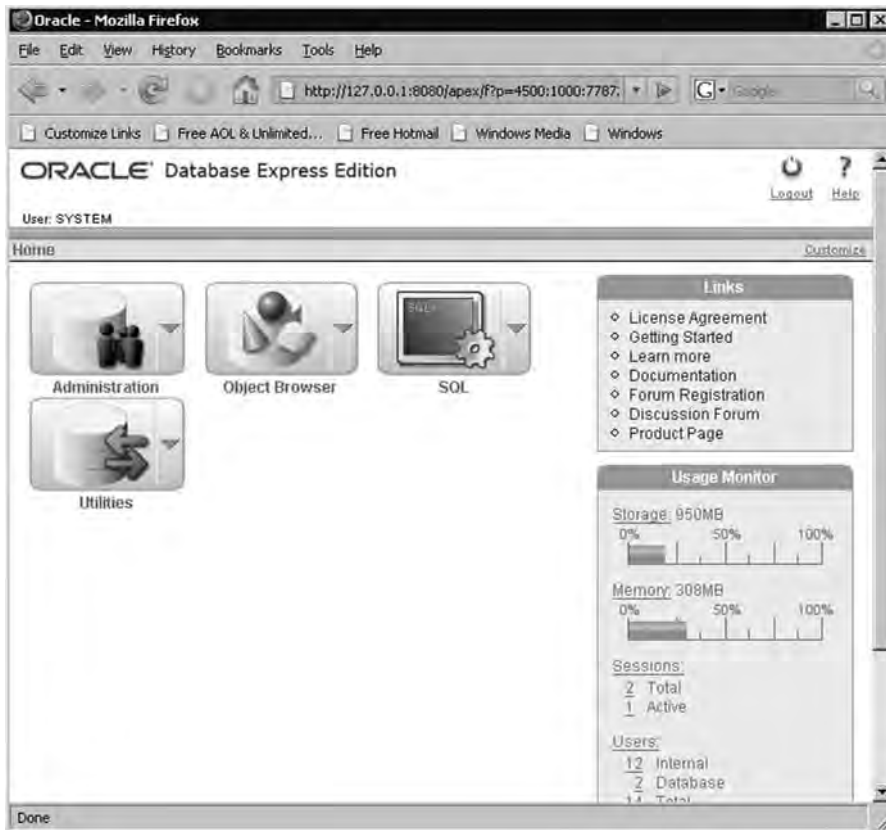 Oracle - Mozilla Firefox
File Edit View History Bookmarks Tools Help
http://127.0.0.1:8080/apex/f?p=4500:1000:7787. G Google
Customize Links Free AOL & Unlimited... Free Hotmail Windows Media Windows
ORACLE' Database Express Edition
Logout Help
User: SYSTEM
Home Customize
SQL>
Administration Object Browser SQL
Utilities
Links
License Agreement
Getting Started
Learn more
Documentation
Forum Registration
Discussion Forum
Product Page
Usage Monitor
Storage: 950MB
0% 50% 100%
Memory: 308MB
0% 50% 100%
Sessions:
2 Total
1 Active
Users:
12 Internal
2 Database
14 Total
Done